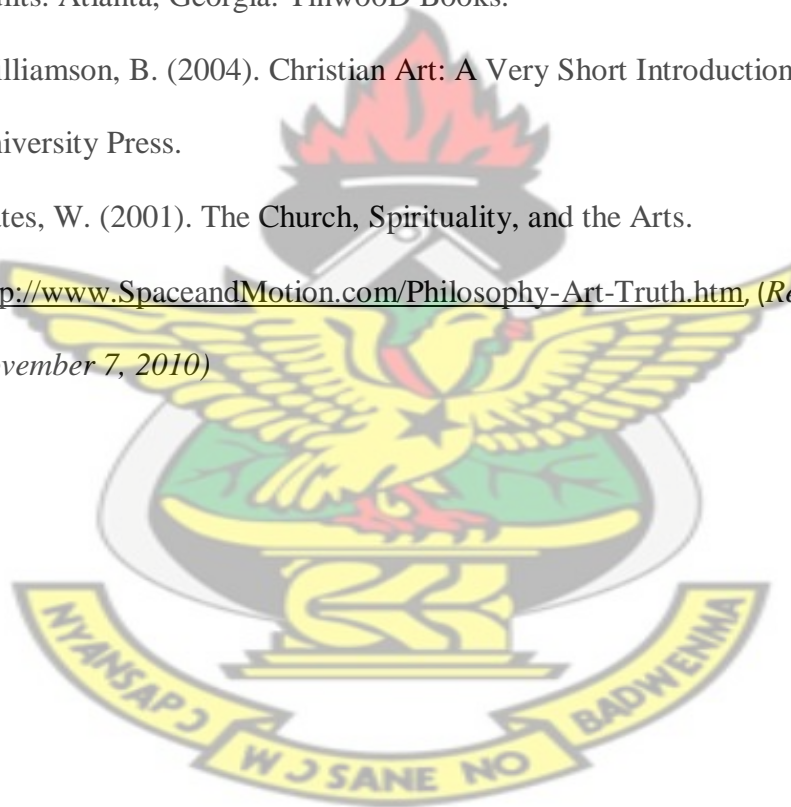 Atlanta, Georgia: TinwooD Books.
lliamson, B. (2004). Christian Art: A Very Short Introduction
iversity Press.
tes, W. (2001). The Church, Spirituality, and the Arts.
p://www.SpaceandMotion.com/Philosophy-Art-Truth.htm, (Re
vember 7, 2010)
NYANSAPƆ WƆSANE NO BADWENMA